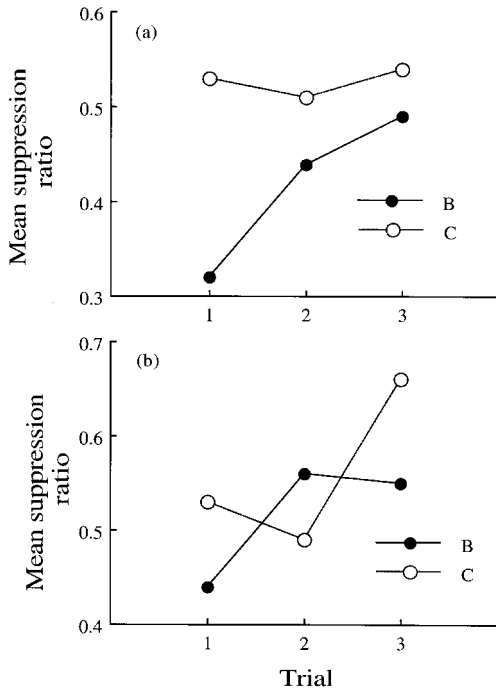 0.6
(a)
0.5
0.4
0.3
Mean suppression
ratio
B
C
1 2 3
0.7
(b)
0.6
0.5
0.4
Mean suppression
ratio
B
C
1 2 3
Trial